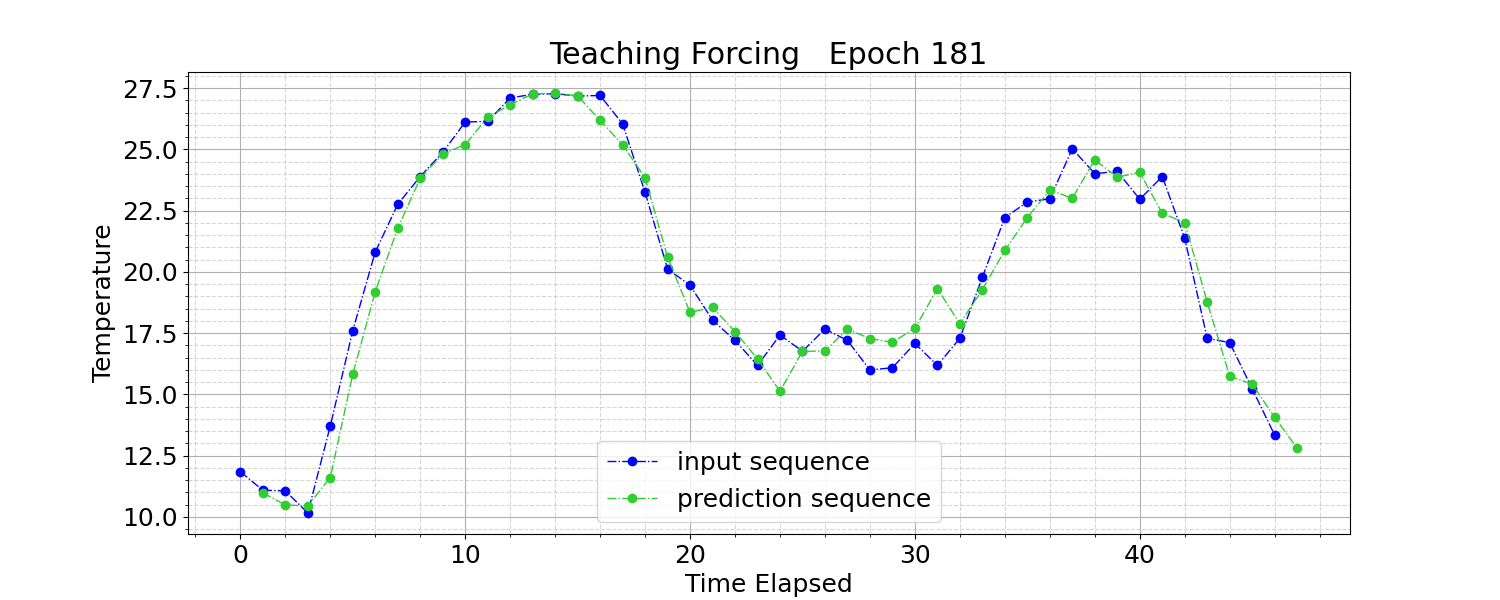 Teaching Forcing   Epoch 181
27.5
25.0
22.5
20.0
17.5
15.0
12.5
10.0
Temperature
input sequence
prediction sequence
0 10 20 30 40
Time Elapsed